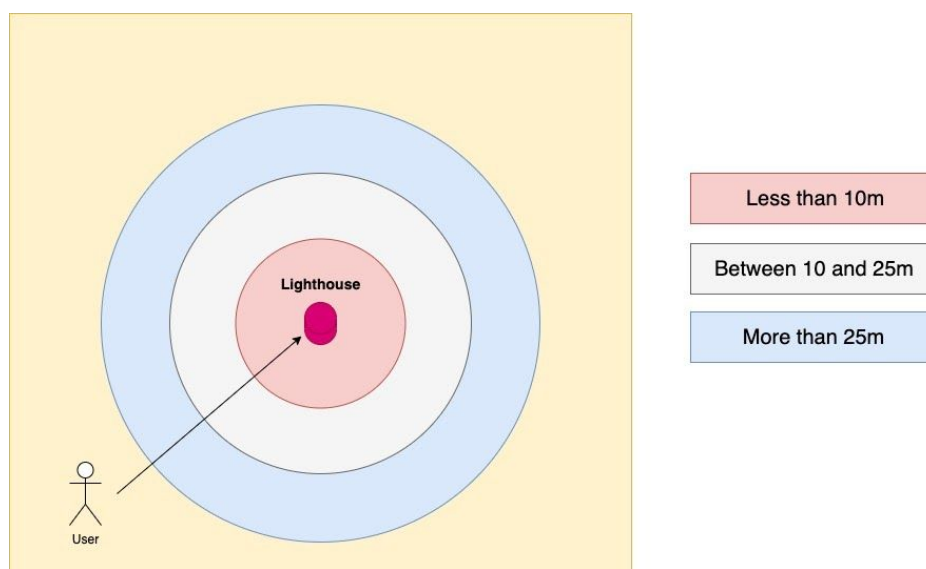 Lighthouse
User
Less than 10m
Between 10 and 25m
More than 25m